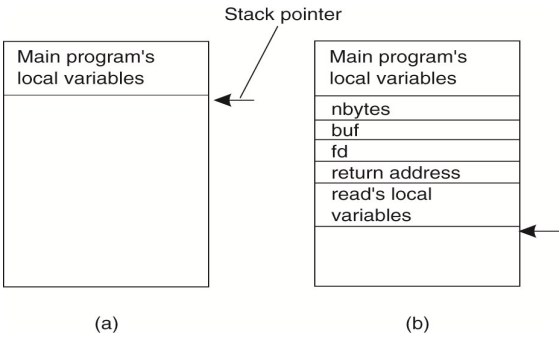 Stack pointer
Main program's
local variables
(a)
Main program's
local variables
nbytes
buf
fd
return address
read's local
variables
(b)